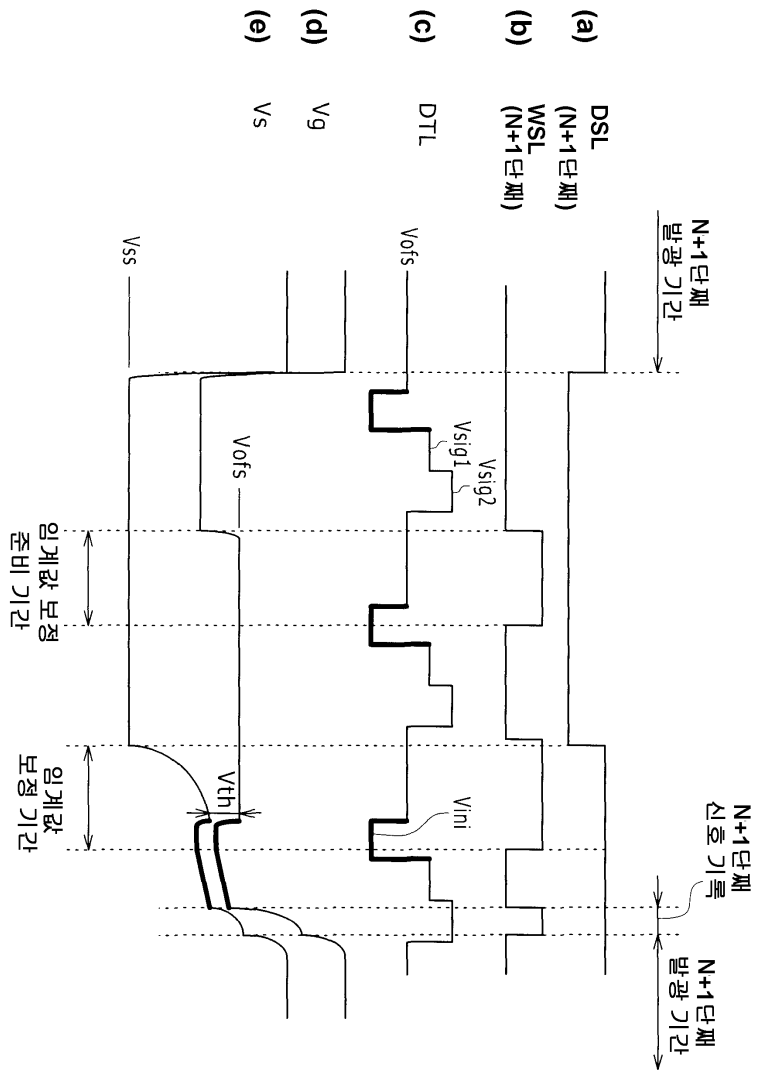 N+1단째
발광 기간
N+1단째
신호 기록
N+1단째
발광 기간
(a)
DSL
(N+1단째)
(b)
WSL
(N+1단째)
(c)
DTL
Vofs
Vsig1
Vsig2
Vini
(d)
Vg
(e)
Vs
Vofs
Vth
Vss
임계값 보정
준비 기간
임계값
보정 기간